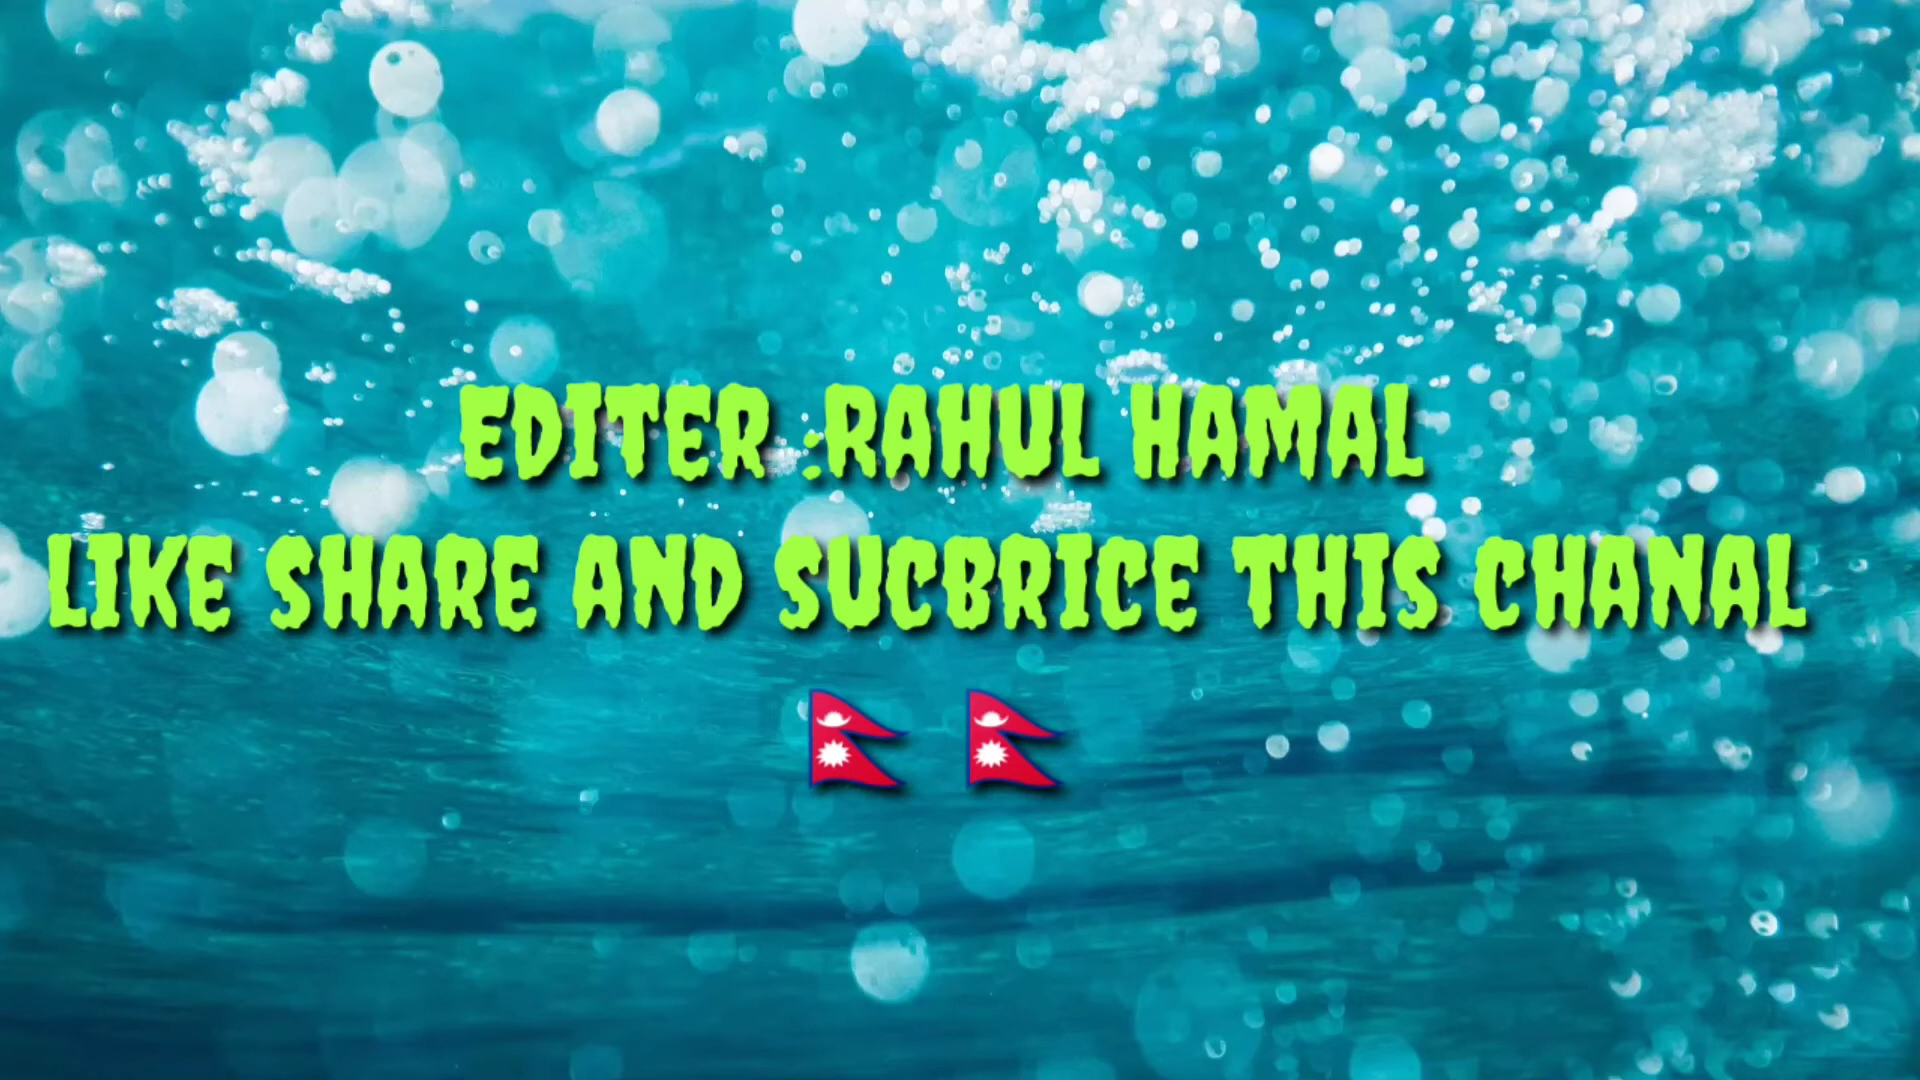 EDITER :RAHUL HAMAL
LIKE SHARE AND SUCBRICE THIS CHANAL
🇳🇵 🇳🇵